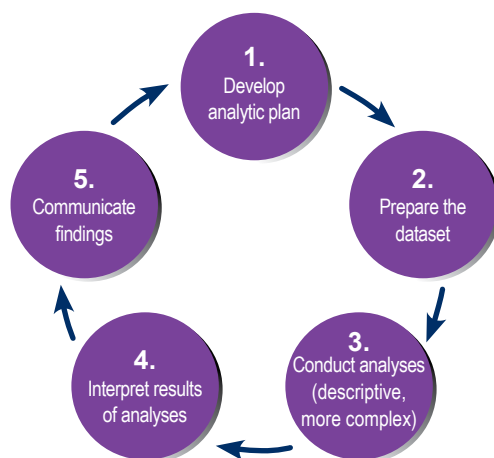 1.
Develop
analytic plan
2.
Prepare the
dataset
3.
Conduct analyses
(descriptive,
more complex)
4.
Interpret results
of analyses
5.
Communicate
findings